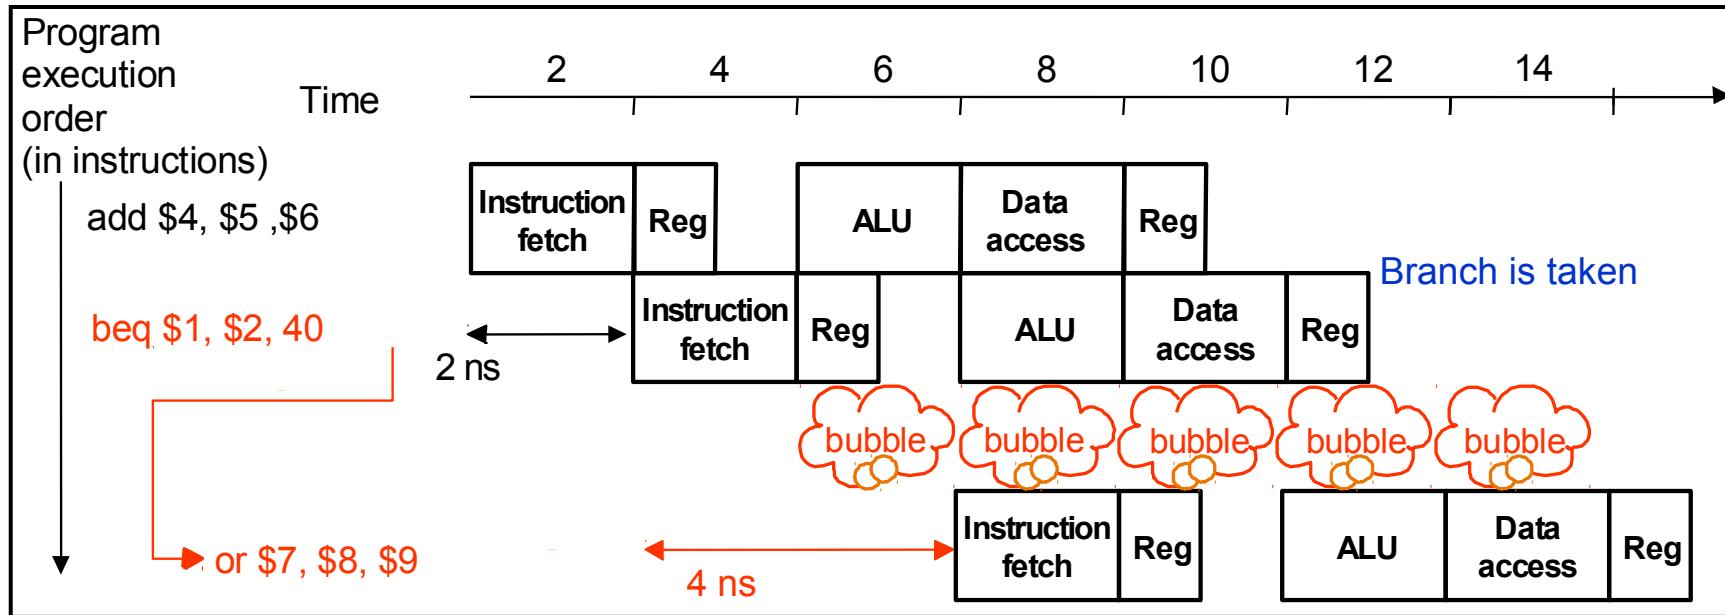 Program
execution
order
(in instructions)
Time
2 4 6 8 10 12 14
add $4, $5 ,$6
Instruction
fetch
Reg
ALU
Data
access
Reg
Branch is taken
beq $1, $2, 40
2 ns
Instruction
fetch
Reg
ALU
Data
access
Reg
bubble bubble bubble bubble bubble
or $7, $8, $9
4 ns
Instruction
fetch
Reg
ALU
Data
access
Reg